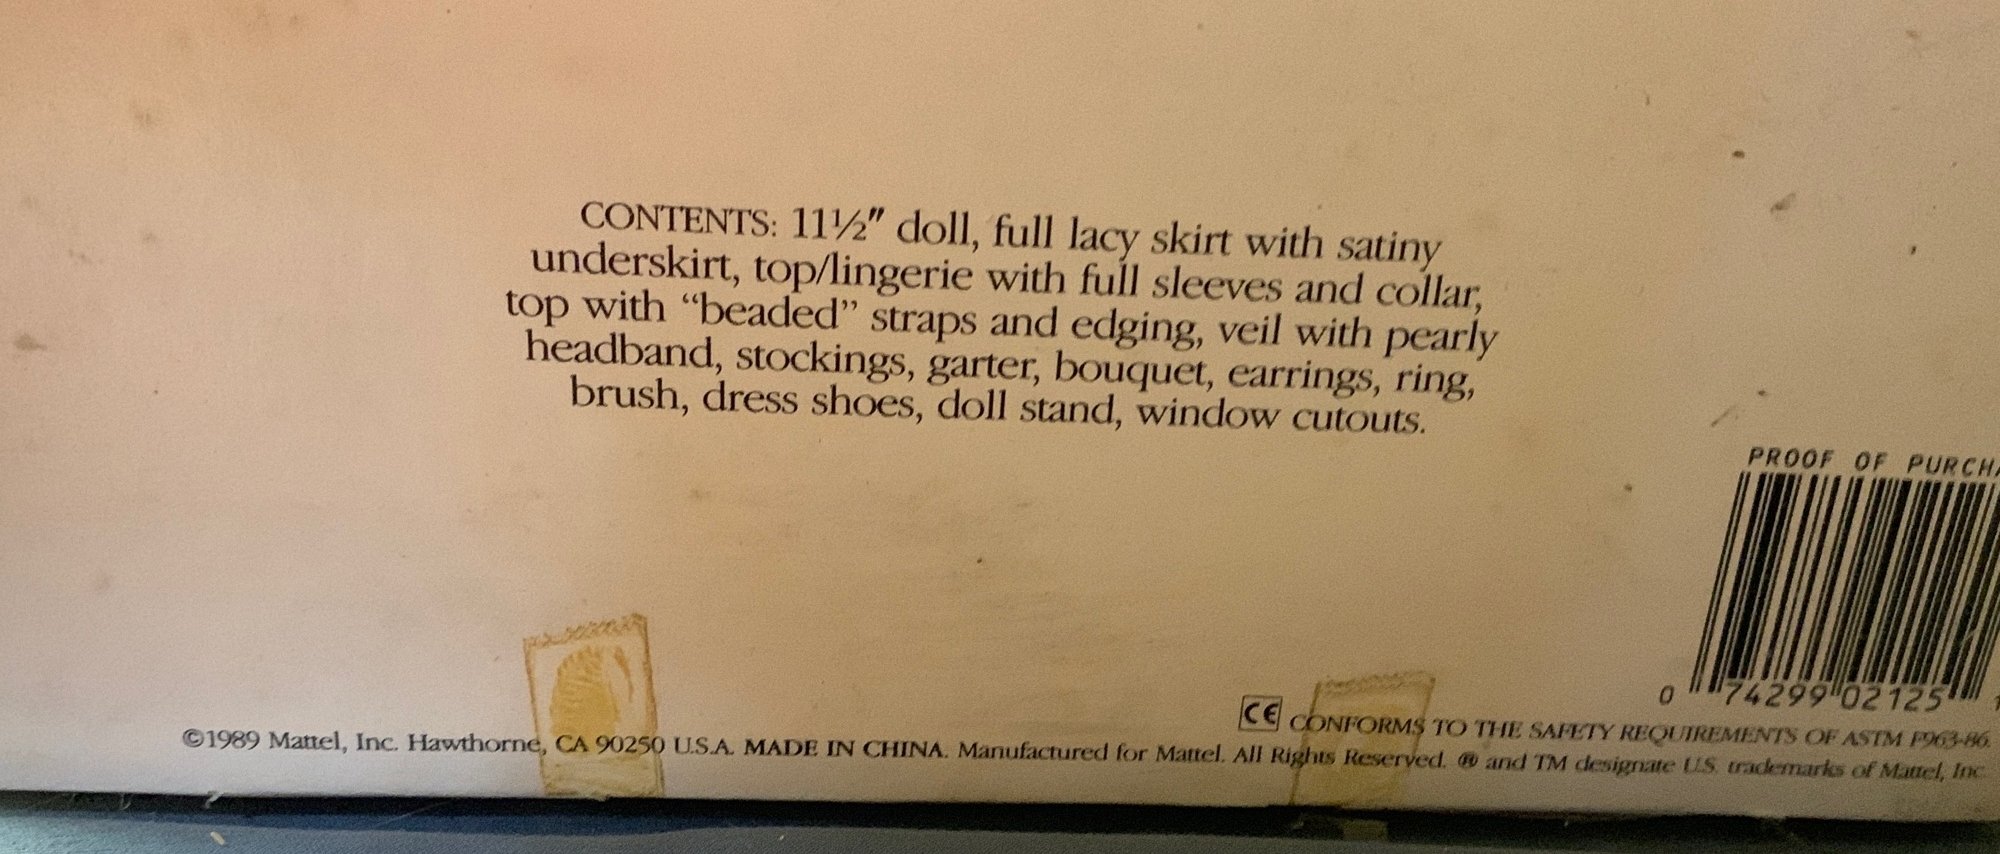 CONTENTS: 11½″ doll, full lacy skirt with satiny
underskirt, top/lingerie with full sleeves and collar,
top with “beaded” straps and edging, veil with pearly
headband, stockings, garter, bouquet, earrings, ring,
brush, dress shoes, doll stand, window cutouts.
PROOF OF PURCHA
0 74299 02125
CE CONFORMS TO THE SAFETY REQUIREMENTS OF ASTM F963-86.
©1989 Mattel, Inc. Hawthorne, CA 90250 U.S.A. MADE IN CHINA. Manufactured for Mattel. All Rights Reserved. ® and TM designate U.S. trademarks of Mattel, Inc.